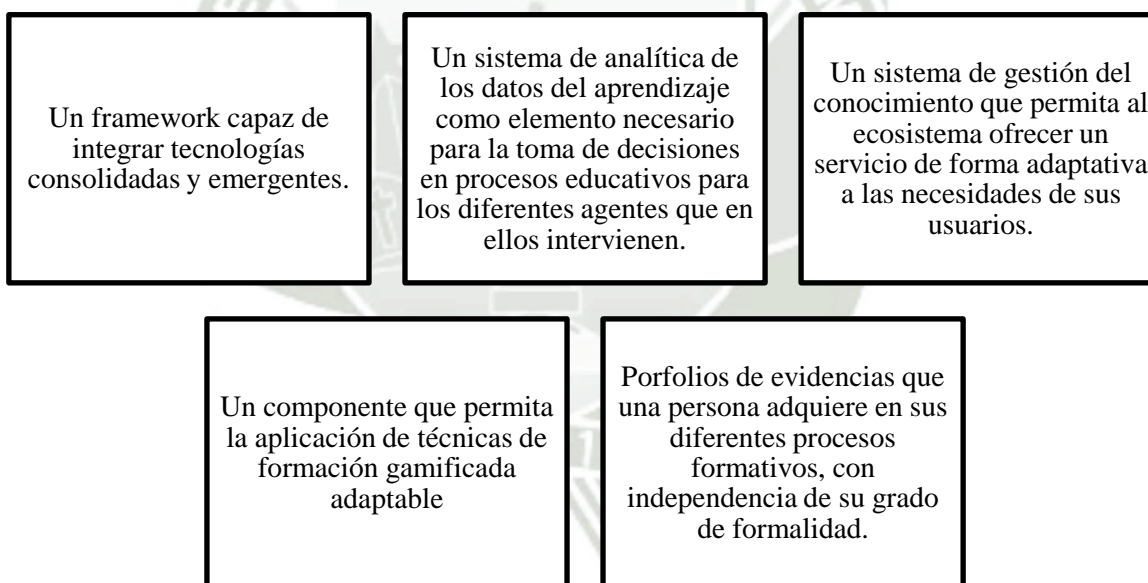 Un framework capaz de
integrar tecnologías
consolidadas y emergentes.
Un sistema de analítica de
los datos del aprendizaje
como elemento necesario
para la toma de decisiones
en procesos educativos para
los diferentes agentes que en
ellos intervienen.
Un sistema de gestión del
conocimiento que permita al
ecosistema ofrecer un
servicio de forma adaptativa
a las necesidades de sus
usuarios.
Un componente que permita
la aplicación de técnicas de
formación gamificada
adaptable
Porfolios de evidencias que
una persona adquiere en sus
diferentes procesos
formativos, con
independencia de su grado
de formalidad.